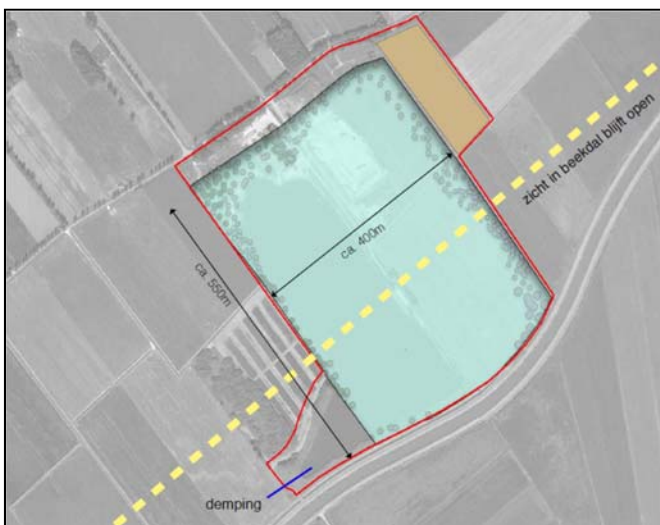 zicht in beekdal blijft open
ca. 400m
ca. 550m
demping